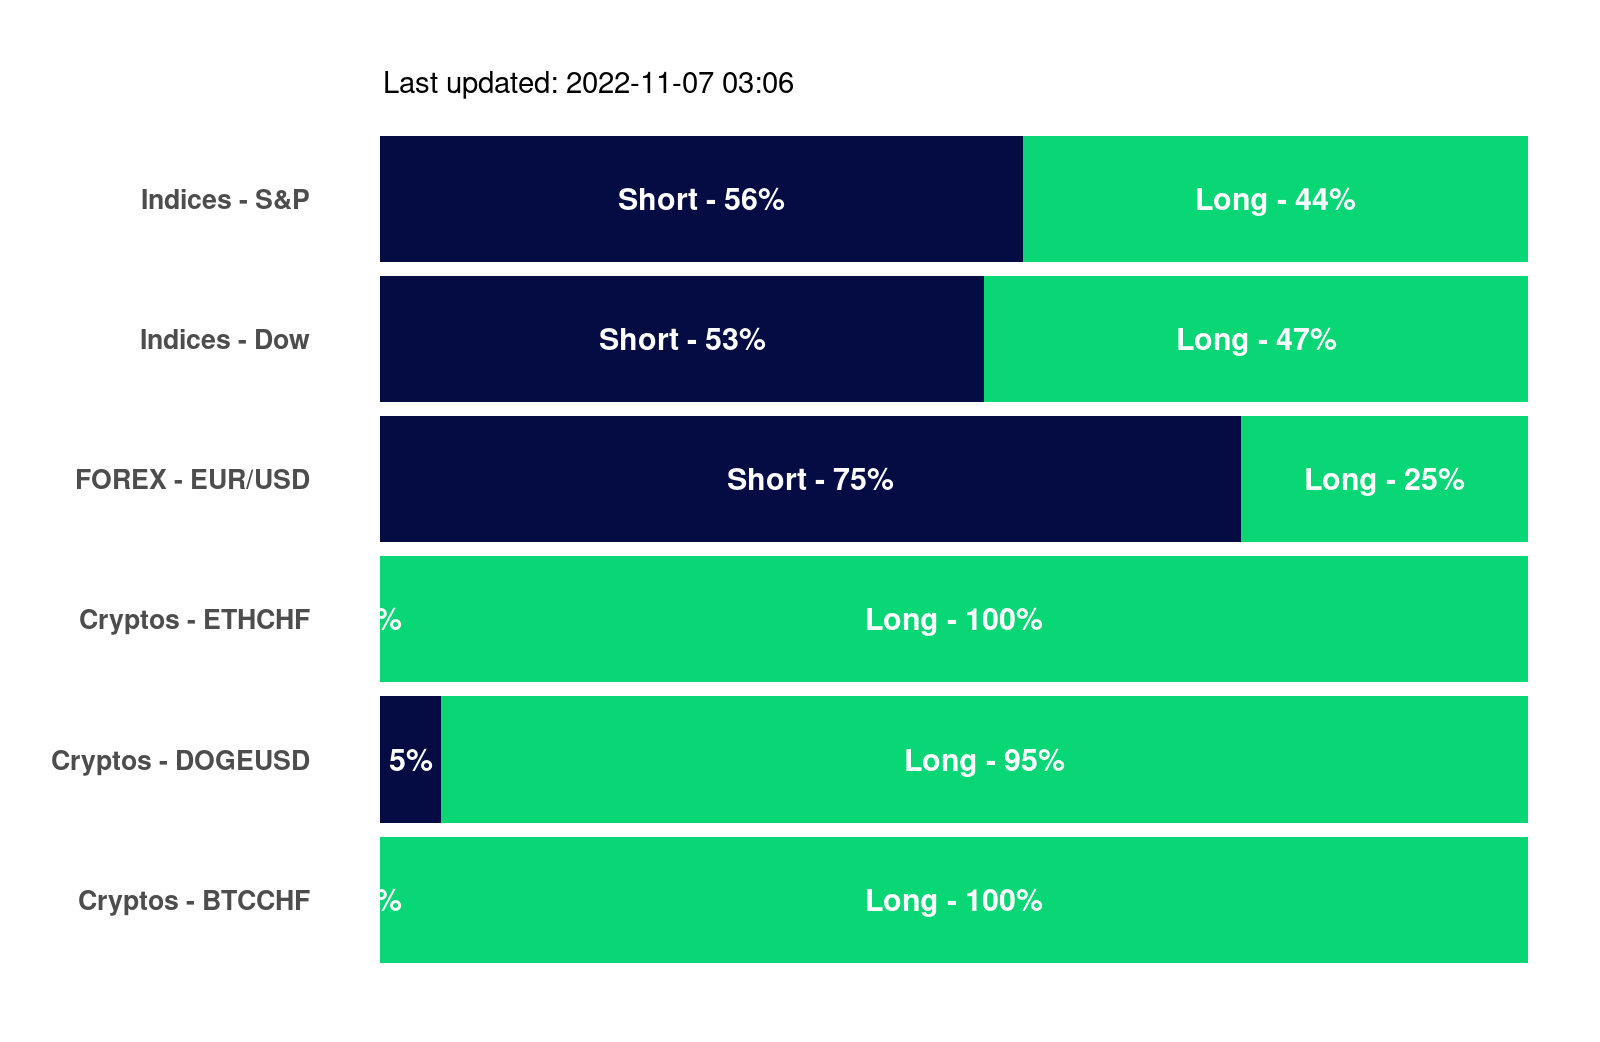 Last updated: 2022-11-07 03:06
Indices - S&P Short - 56% Long - 44%
Indices - Dow Short - 53% Long - 47%
FOREX - EUR/USD Short - 75% Long - 25%
Cryptos - ETHCHF % Long - 100%
Cryptos - DOGEUSD 5% Long - 95%
Cryptos - BTCCHF % Long - 100%